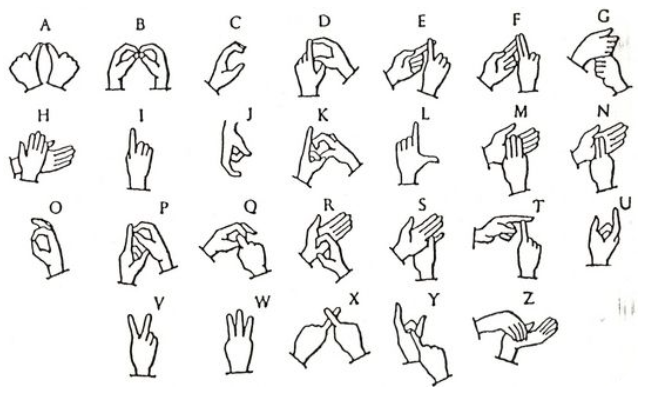 A B C D E F G
H I J K L M N
O P Q R S T U
V W X Y Z